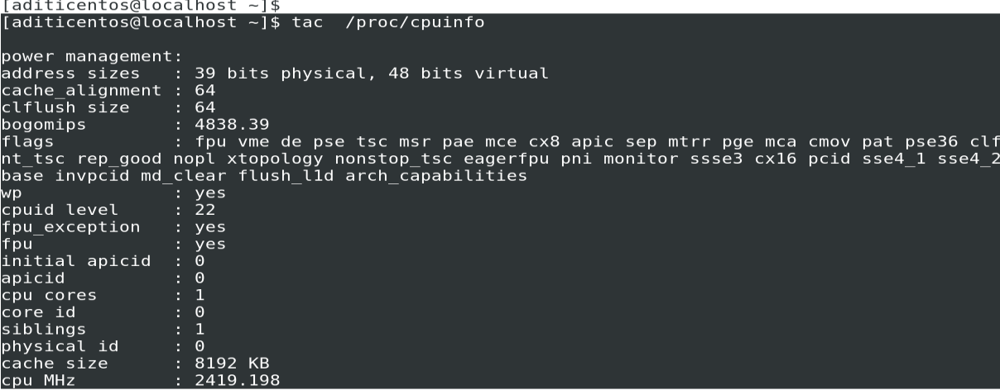 [aditicentos@localhost ~]$
[aditicentos@localhost ~]$ tac  /proc/cpuinfo
power management:
address sizes   : 39 bits physical, 48 bits virtual
cache_alignment : 64
clflush size    : 64
bogomips        : 4838.39
flags           : fpu vme de pse tsc msr pae mce cx8 apic sep mtrr pge mca cmov pat pse36 clf
nt_tsc rep_good nopl xtopology nonstop_tsc eagerfpu pni monitor ssse3 cx16 pcid sse4_1 sse4_2
base invpcid md_clear flush_l1d arch_capabilities
wp              : yes
cpuid level     : 22
fpu_exception   : yes
fpu             : yes
initial apicid  : 0
apicid          : 0
cpu cores       : 1
core id         : 0
siblings        : 1
physical id     : 0
cache size      : 8192 KB
cpu MHz         : 2419.198